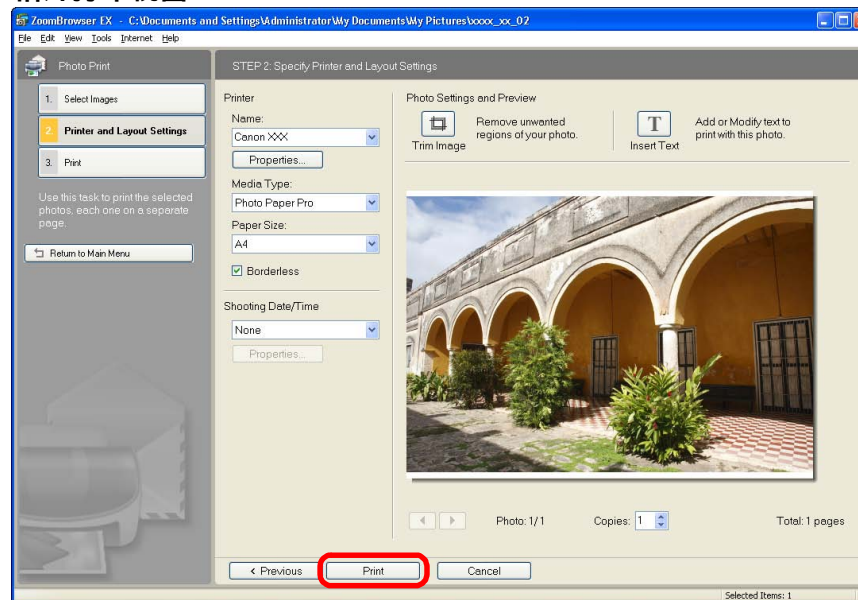 ZoomBrowser EX - C:\Documents and Settings\Administrator\My Documents\My Pictures\xxxx_xx_02
File Edit View Tools Internet Help
Photo Print
STEP 2: Specify Printer and Layout Settings
1. Select Images
2. Printer and Layout Settings
3. Print
Use this task to print the selected
photos, each one on a separate
page.
Return to Main Menu
Printer
Name:
Canon XXX
Properties...
Media Type:
Photo Paper Pro
Paper Size:
A4
Borderless
Shooting Date/Time
None
Properties...
Photo Settings and Preview
Trim Image
Remove unwanted
regions of your photo.
T
Insert Text
Add or Modify text to
print with this photo.
Photo: 1/1
Copies: 1
Total: 1 pages
< Previous
Print
Cancel
Selected Items: 1